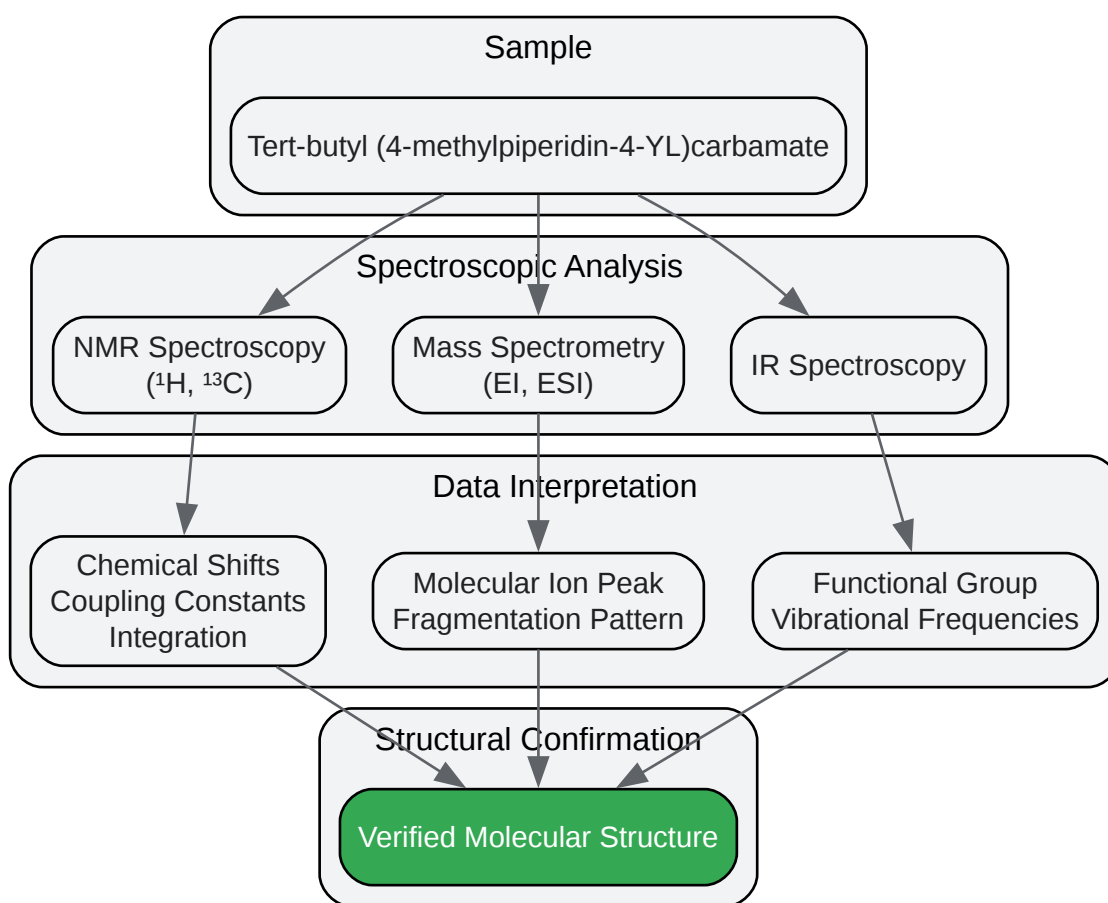 Sample
Tert-butyl (4-methylpiperidin-4-YL)carbamate
Spectroscopic Analysis
NMR Spectroscopy
(¹H, ¹³C)
Mass Spectrometry
(EI, ESI)
IR Spectroscopy
Data Interpretation
Chemical Shifts
Coupling Constants
Integration
Molecular Ion Peak
Fragmentation Pattern
Functional Group
Vibrational Frequencies
Structural Confirmation
Verified Molecular Structure